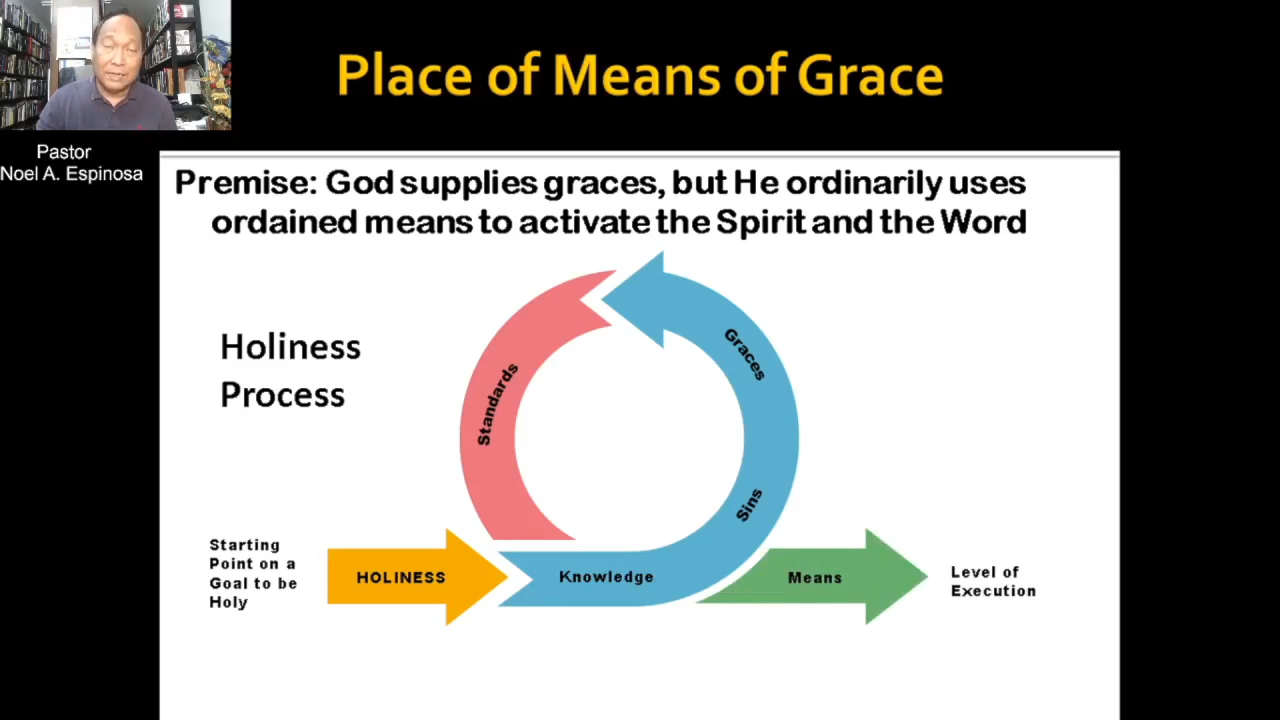 Place of Means of Grace
Pastor
Noel A. Espinosa
Premise: God supplies graces, but He ordinarily uses
ordained means to activate the Spirit and the Word
Holiness
Process
Standards
Graces
Sins
Starting
Point on a
Goal to be
Holy
HOLINESS
Knowledge
Means
Level of
Execution